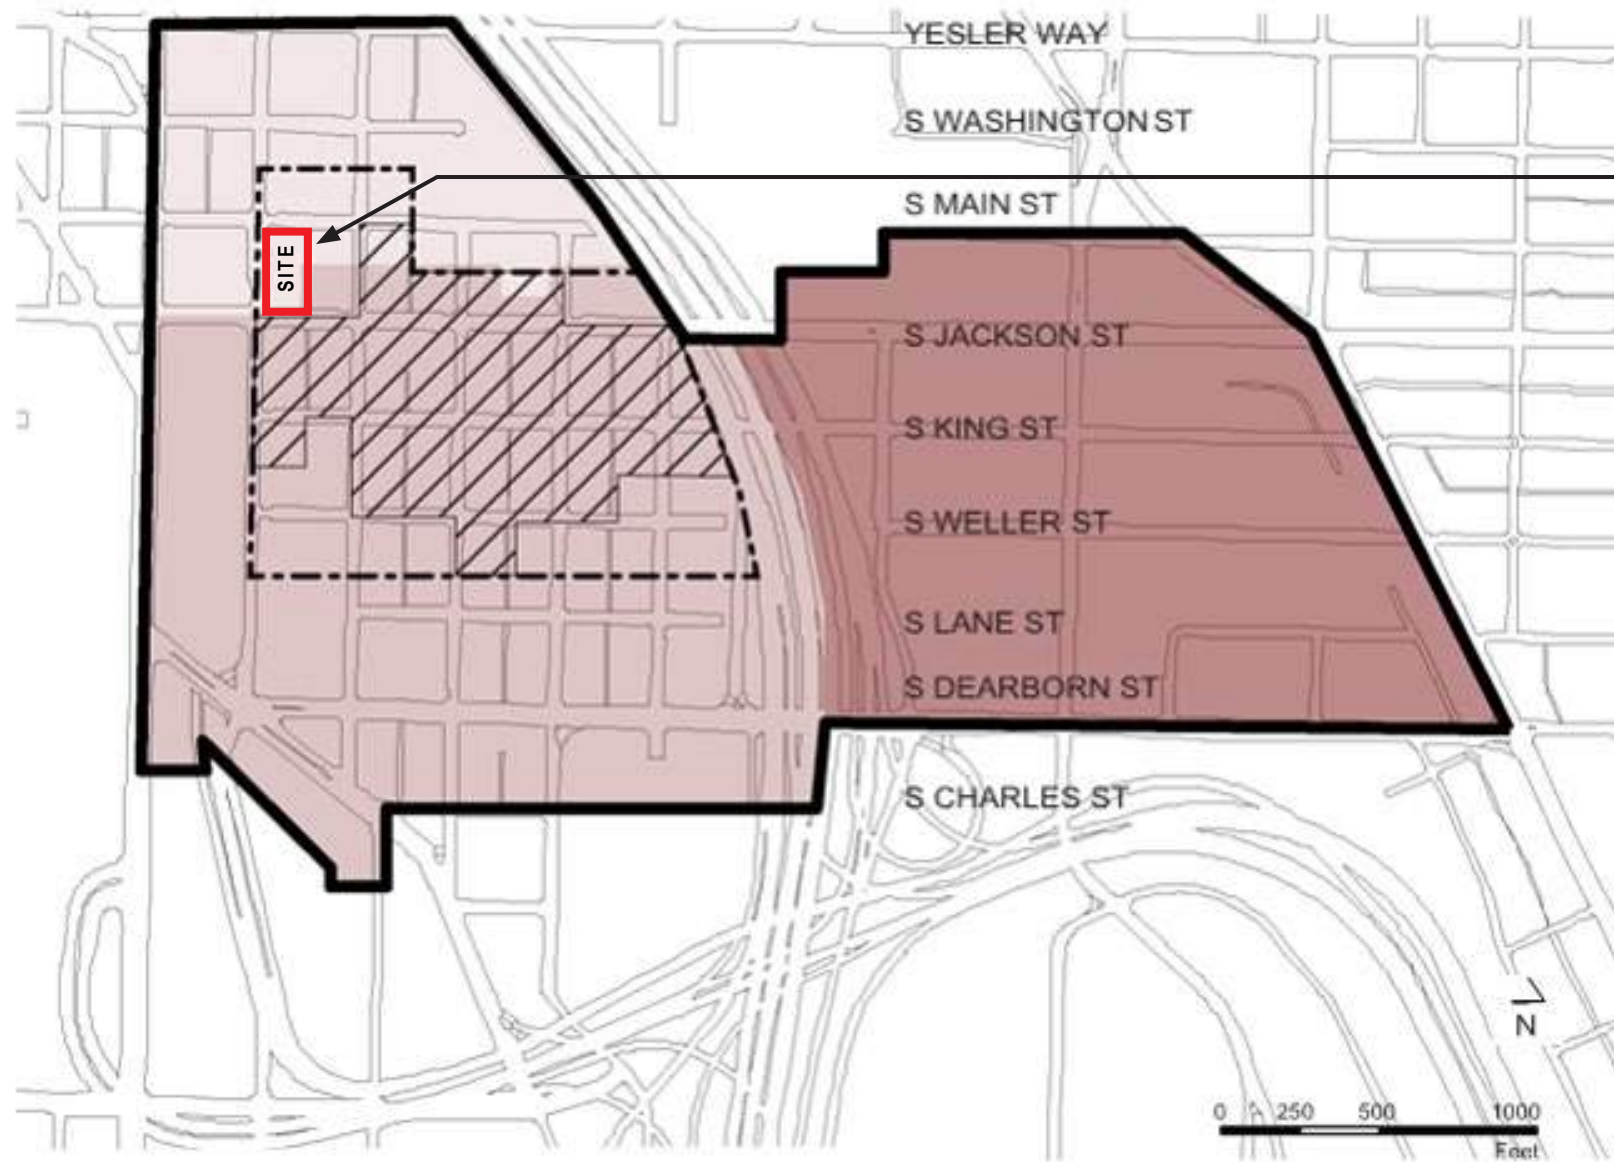 YESLER WAY
S WASHINGTON ST
S MAIN ST
SITE
S JACKSON ST
S KING ST
S WELLER ST
S LANE ST
S DEARBORN ST
S CHARLES ST
N
0 250 500 1000
Feet